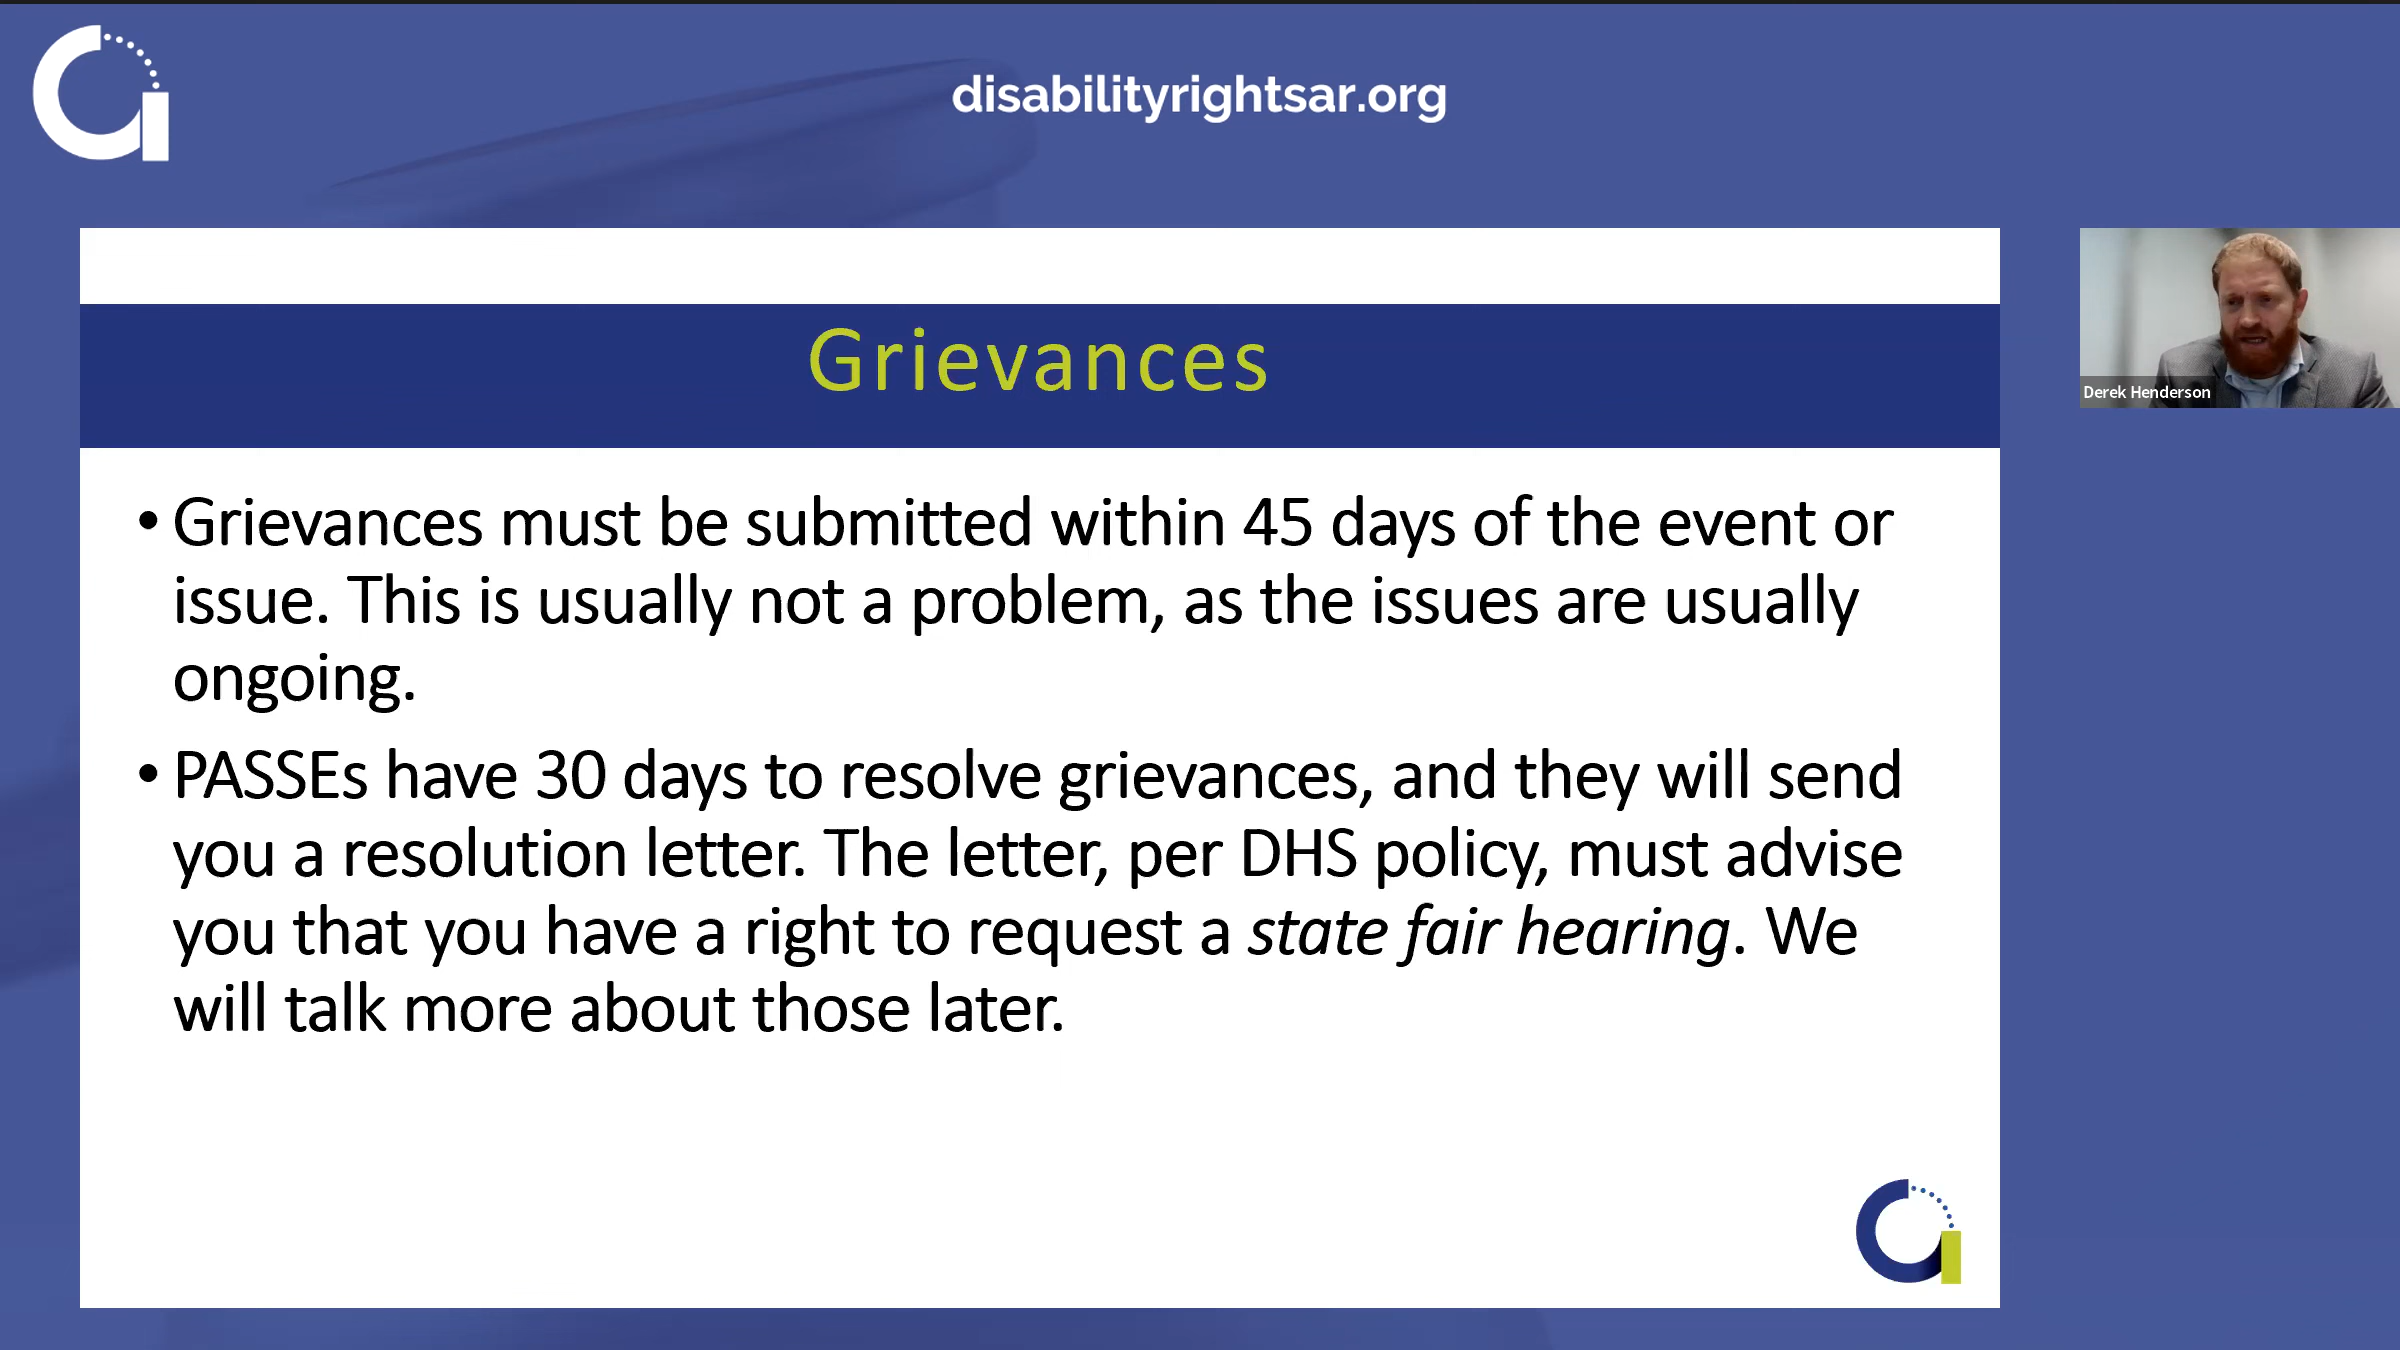 disabilityrightsar.org
Grievances
• Grievances must be submitted within 45 days of the event or
issue. This is usually not a problem, as the issues are usually
ongoing.
• PASSEs have 30 days to resolve grievances, and they will send
you a resolution letter. The letter, per DHS policy, must advise
you that you have a right to request a state fair hearing. We
will talk more about those later.
Derek Henderson